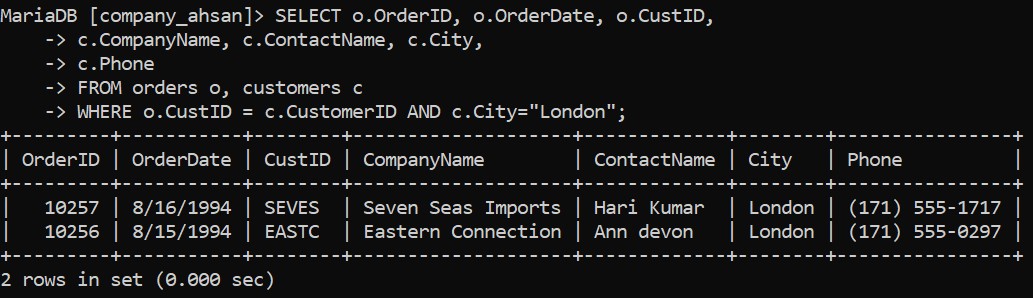 MariaDB [company_ahsan]> SELECT o.OrderID, o.OrderDate, o.CustID,
    -> c.CompanyName, c.ContactName, c.City,
    -> c.Phone
    -> FROM orders o, customers c
    -> WHERE o.CustID = c.CustomerID AND c.City="London";
+---------+-----------+--------+--------------------+-------------+--------+----------------+
| OrderID | OrderDate | CustID | CompanyName        | ContactName | City   | Phone          |
+---------+-----------+--------+--------------------+-------------+--------+----------------+
|   10257 | 8/16/1994 | SEVES  | Seven Seas Imports | Hari Kumar  | London | (171) 555-1717 |
|   10256 | 8/15/1994 | EASTC  | Eastern Connection | Ann devon   | London | (171) 555-0297 |
+---------+-----------+--------+--------------------+-------------+--------+----------------+
2 rows in set (0.000 sec)